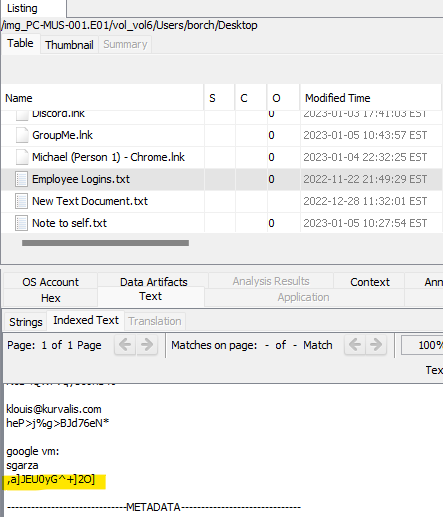 Listing
/img_PC-MUS-001.E01/vol_vol6/Users/borch/Desktop
Table Thumbnail Summary
Name S C O Modified Time
Discord.lnk 0 2023-01-03 17:41:03 EST
GroupMe.lnk 0 2023-01-05 10:43:57 EST
Michael (Person 1) - Chrome.lnk 0 2023-01-04 22:32:25 EST
Employee Logins.txt 0 2022-11-22 21:49:29 EST
New Text Document.txt 2022-12-28 11:32:01 EST
Note to self.txt 0 2023-01-05 10:27:54 EST
OS Account Data Artifacts Analysis Results Context Ann
Hex Text Application
Strings Indexed Text Translation
Page: 1 of 1 Page Matches on page: - of - Match 100%
Tex
klouis@kurvalis.com
heP>j%g>BJd76eN*
google vm:
sgarza
,a]JEU0yG^+]2O]
------------------------------METADATA------------------------------